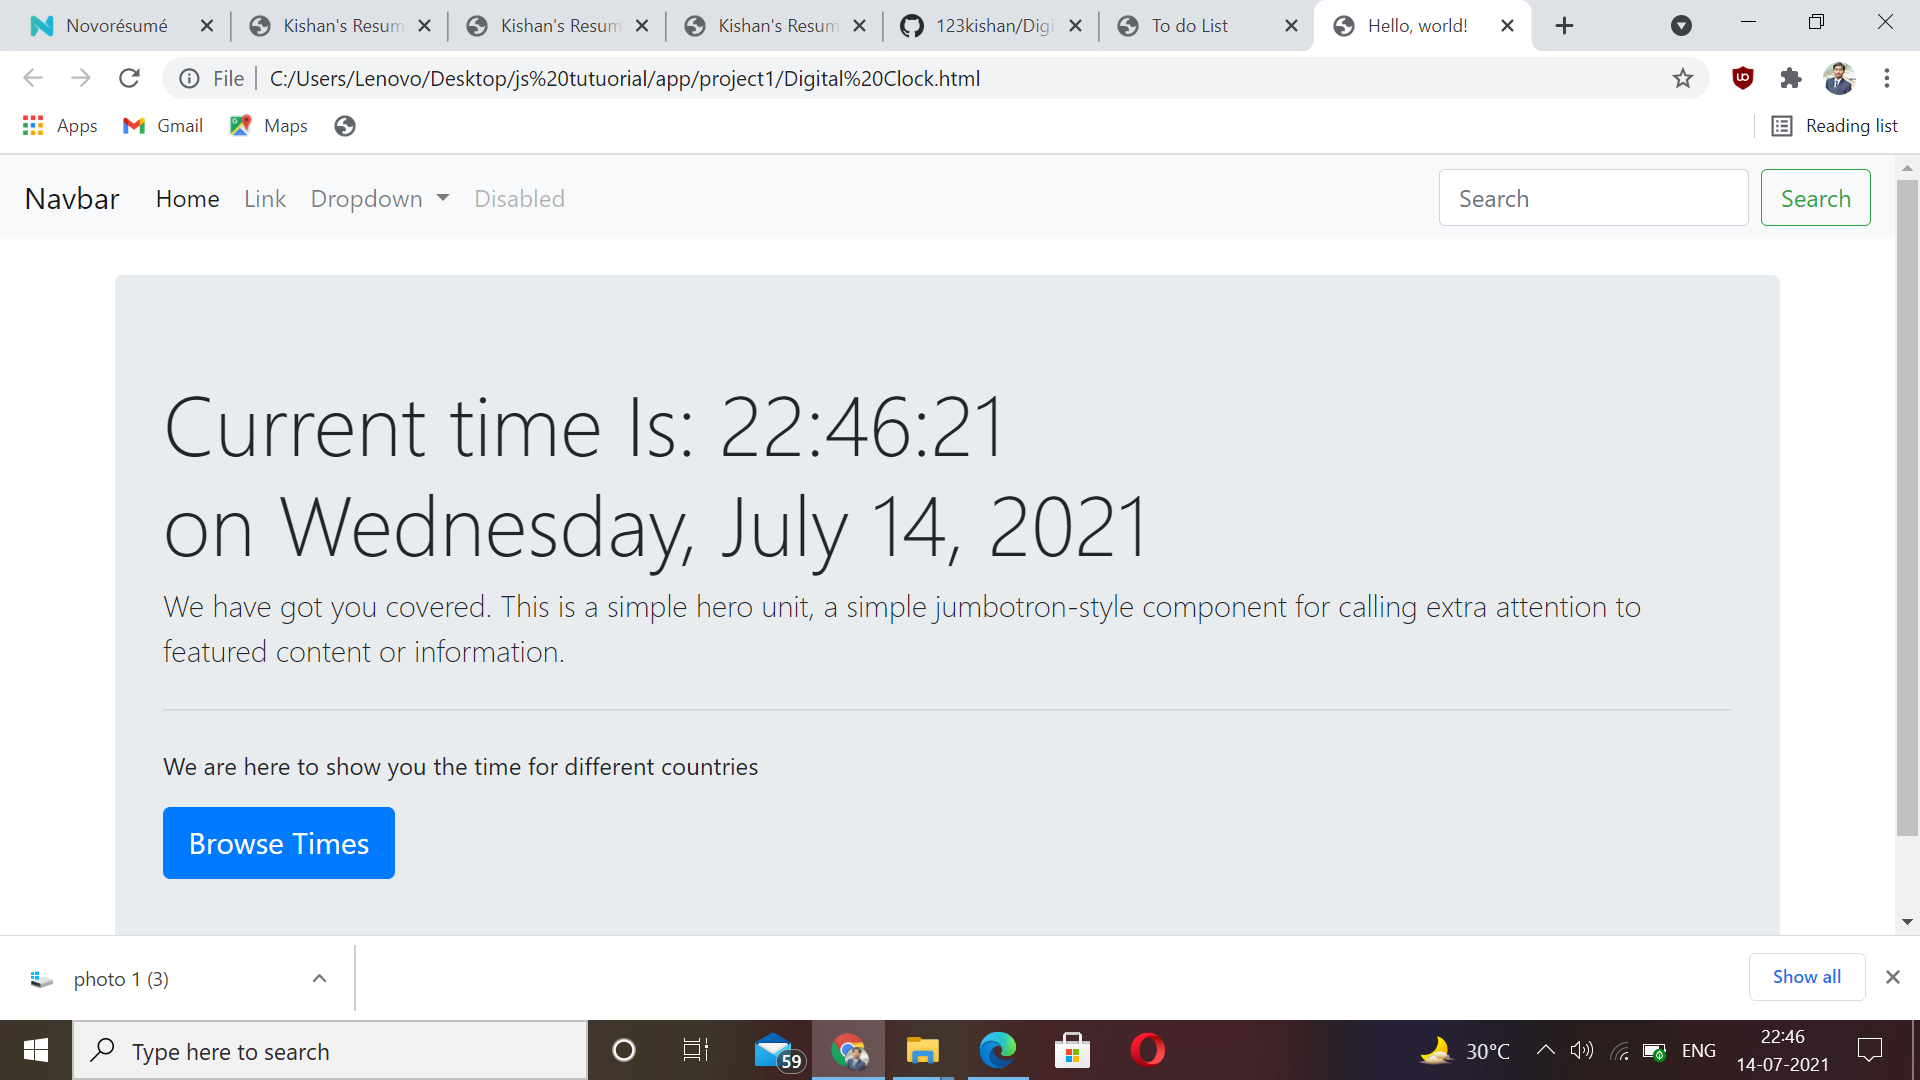 Novorésumé
Kishan's Resum
Kishan's Resum
Kishan's Resum
123kishan/Digi
To do List
Hello, world!
File
C:/Users/Lenovo/Desktop/js%20tutuorial/app/project1/Digital%20Clock.html
Apps
Gmail
Maps
Reading list
Navbar
Home
Link
Dropdown
Disabled
Search
Search
Current time Is: 22:46:21
on Wednesday, July 14, 2021
We have got you covered. This is a simple hero unit, a simple jumbotron-style component for calling extra attention to
featured content or information.
We are here to show you the time for different countries
Browse Times
photo 1 (3)
Show all
Type here to search
59
30°C
ENG
22:46
14-07-2021